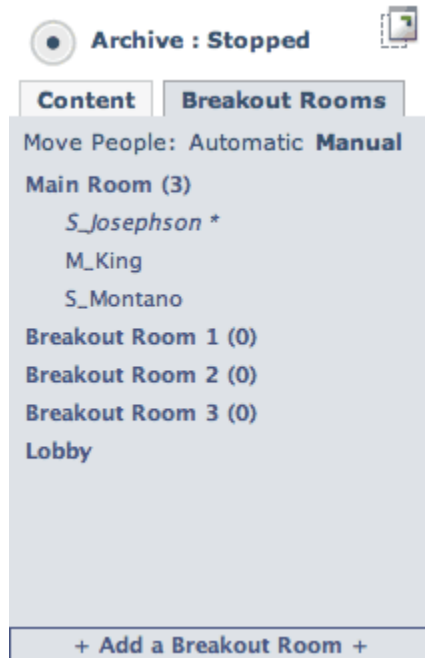 Archive : Stopped
Content Breakout Rooms
Move People: Automatic Manual
Main Room (3)
S_Josephson *
M_King
S_Montano
Breakout Room 1 (0)
Breakout Room 2 (0)
Breakout Room 3 (0)
Lobby
+ Add a Breakout Room +